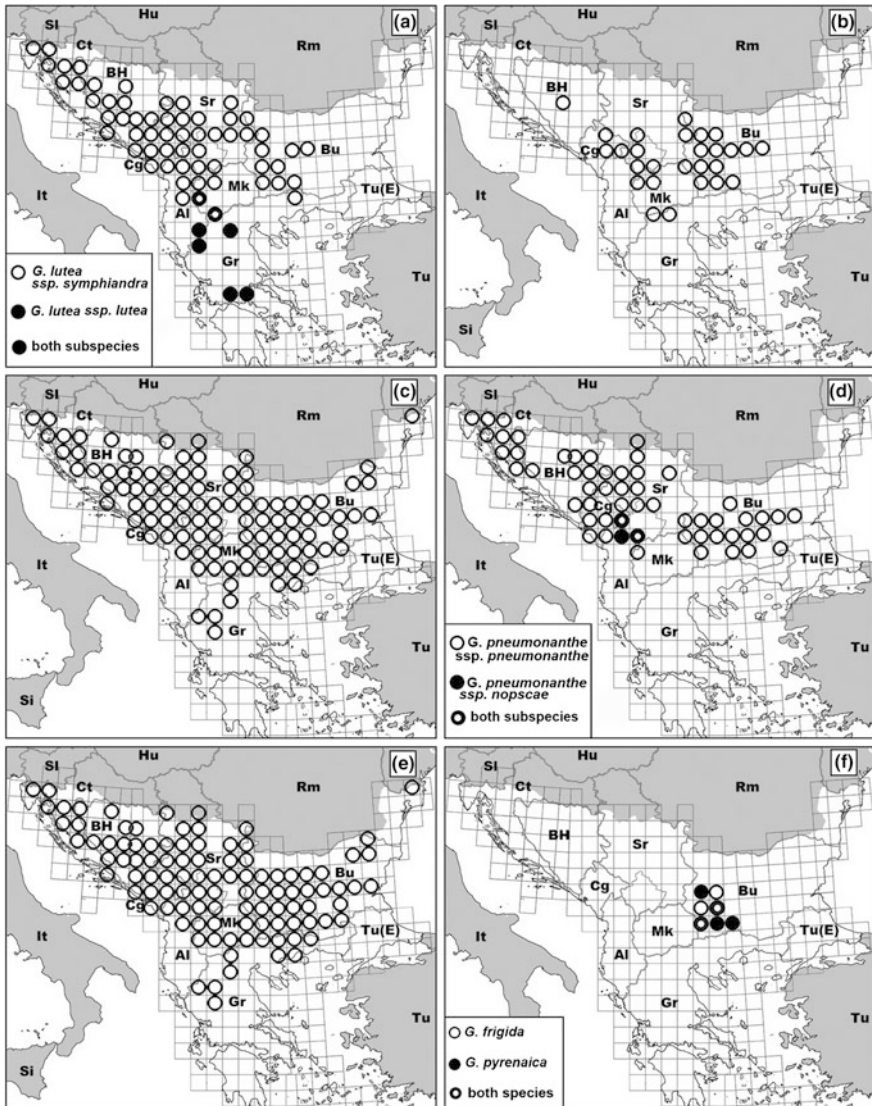 (a)
Hu
Sl
Ct
Rm
BH
Sr
Bu
Cg
It
Mk
Tu(E)
Al
Gr
Tu
G. lutea
ssp. symphiandra
G. lutea ssp. lutea
both subspecies
(b)
Rm
BH
Sr
Bu
Cg
It
Mk
Tu(E)
Al
Gr
Tu
Si
(c)
Hu
Sl
Ct
Rm
BH
Sr
Bu
Cg
It
Mk
Tu(E)
Al
Gr
Tu
Si
(d)
Hu
Sl
Ct
Rm
BH
Sr
Bu
Cg
It
Mk
Tu(E)
Al
Gr
Tu
G. pneumonanthe
ssp. pneumonanthe
G. pneumonanthe
ssp. nopscae
both subspecies
(e)
Hu
Sl
Ct
Rm
BH
Sr
Bu
Cg
It
Mk
Tu(E)
Al
Gr
Tu
Si
(f)
Hu
Sl
Ct
Rm
BH
Sr
Bu
Cg
It
Mk
Tu(E)
Al
Gr
Tu
G. frigida
G. pyrenaica
both species